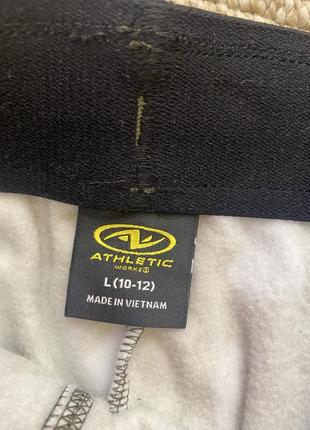 ATHLETIC
WORKS®
L (10-12)
MADE IN VIETNAM